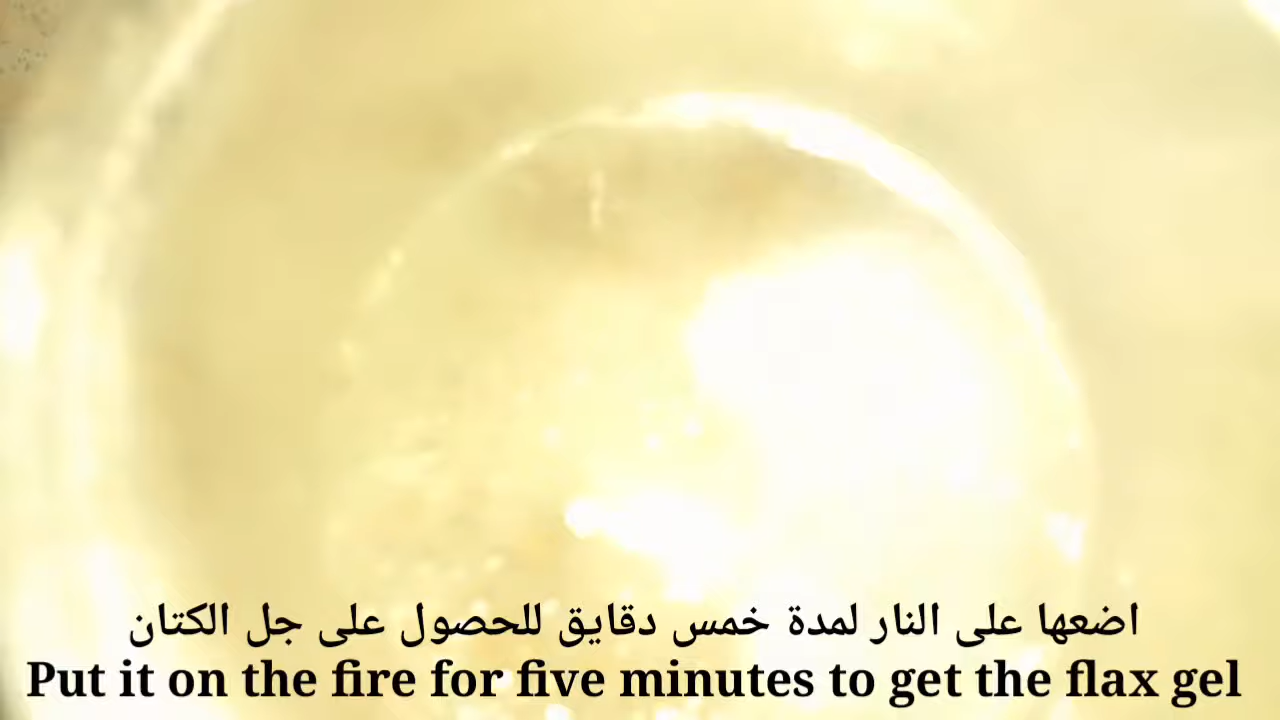 اضعها على النار لمدة خمس دقايق للحصول على جل الكتان
Put it on the fire for five minutes to get the flax gel